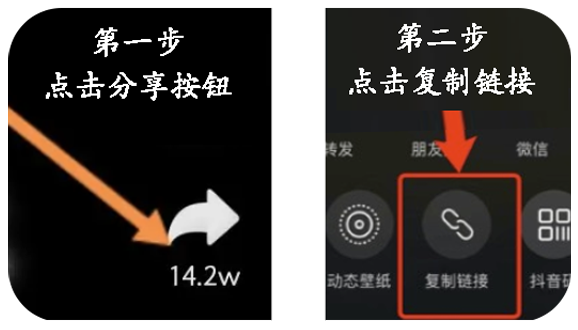 第一步
点击分享按钮
14.2w
第二步
点击复制链接
转发
朋友
微信
动态壁纸
复制链接
抖音码